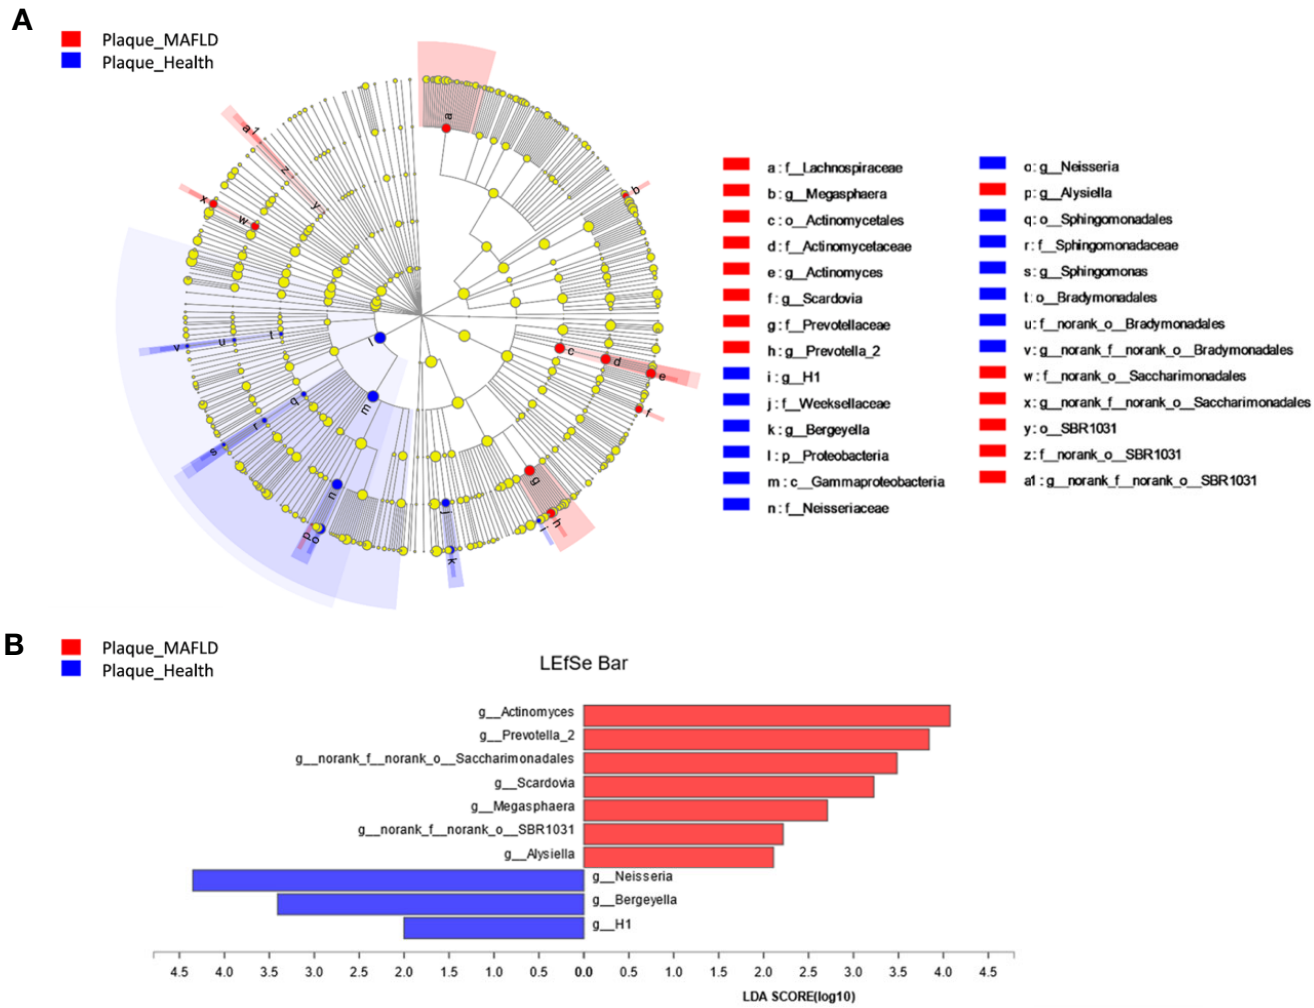 A
Plaque_MAFLD
Plaque_Health
a
b
c
d
e
f
g
h
i
j
k
l
m
n
o
p
q
r
s
t
u
v
w
x
y
z
a1
a : f__Lachnospiraceae
b : g__Megasphaera
c : o__Actinomycetales
d : f__Actinomycetaceae
e : g__Actinomyces
f : g__Scardovia
g : f__Prevotellaceae
h : g__Prevotella_2
i : g__H1
j : f__Weeksellaceae
k : g__Bergeyella
l : p__Proteobacteria
m : c__Gammaproteobacteria
n : f__Neisseriaceae
o : g__Neisseria
p : g__Alysiella
q : o__Sphingomonadales
r : f__Sphingomonadaceae
s : g__Sphingomonas
t : o__Bradymonadales
u : f__norank_o__Bradymonadales
v : g__norank_f__norank_o__Bradymonadales
w : f__norank_o__Saccharimonadales
x : g__norank_f__norank_o__Saccharimonadales
y : o__SBR1031
z : f__norank_o__SBR1031
a1 : g__norank_f__norank_o__SBR1031
B
Plaque_MAFLD
Plaque_Health
LEfSe Bar
g__Actinomyces
g__Prevotella_2
g__norank_f__norank_o__Saccharimonadales
g__Scardovia
g__Megasphaera
g__norank_f__norank_o__SBR1031
g__Alysiella
g__Neisseria
g__Bergeyella
g__H1
4.5 4.0 3.5 3.0 2.5 2.0 1.5 1.0 0.5 0.0 0.5 1.0 1.5 2.0 2.5 3.0 3.5 4.0 4.5
LDA SCORE(log10)